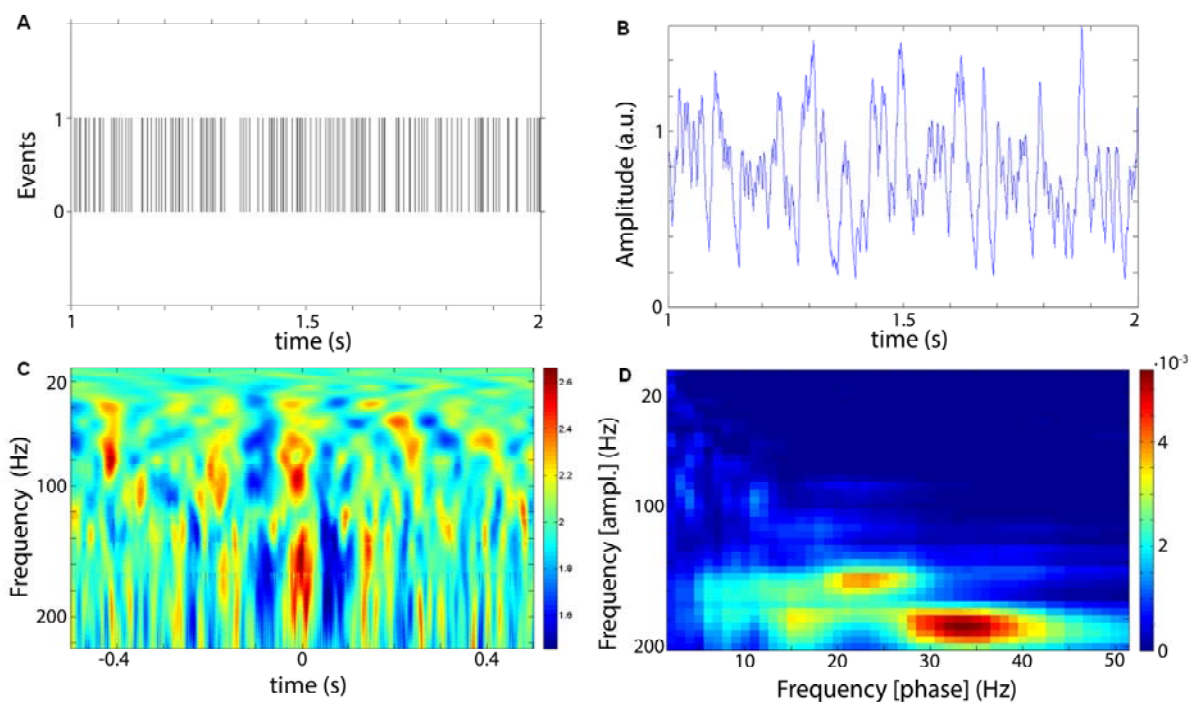 A
Events
1
0
1
1.5
2
time (s)
B
Amplitude (a.u.)
1
0
1
1.5
2
time (s)
C
Frequency (Hz)
20
100
200
-0.4
0
0.4
time (s)
2.6
2.4
2.2
2
1.8
1.6
D
Frequency [ampl.] (Hz)
20
100
200
10
20
30
40
50
Frequency [phase] (Hz)
·10⁻³
4
2
0